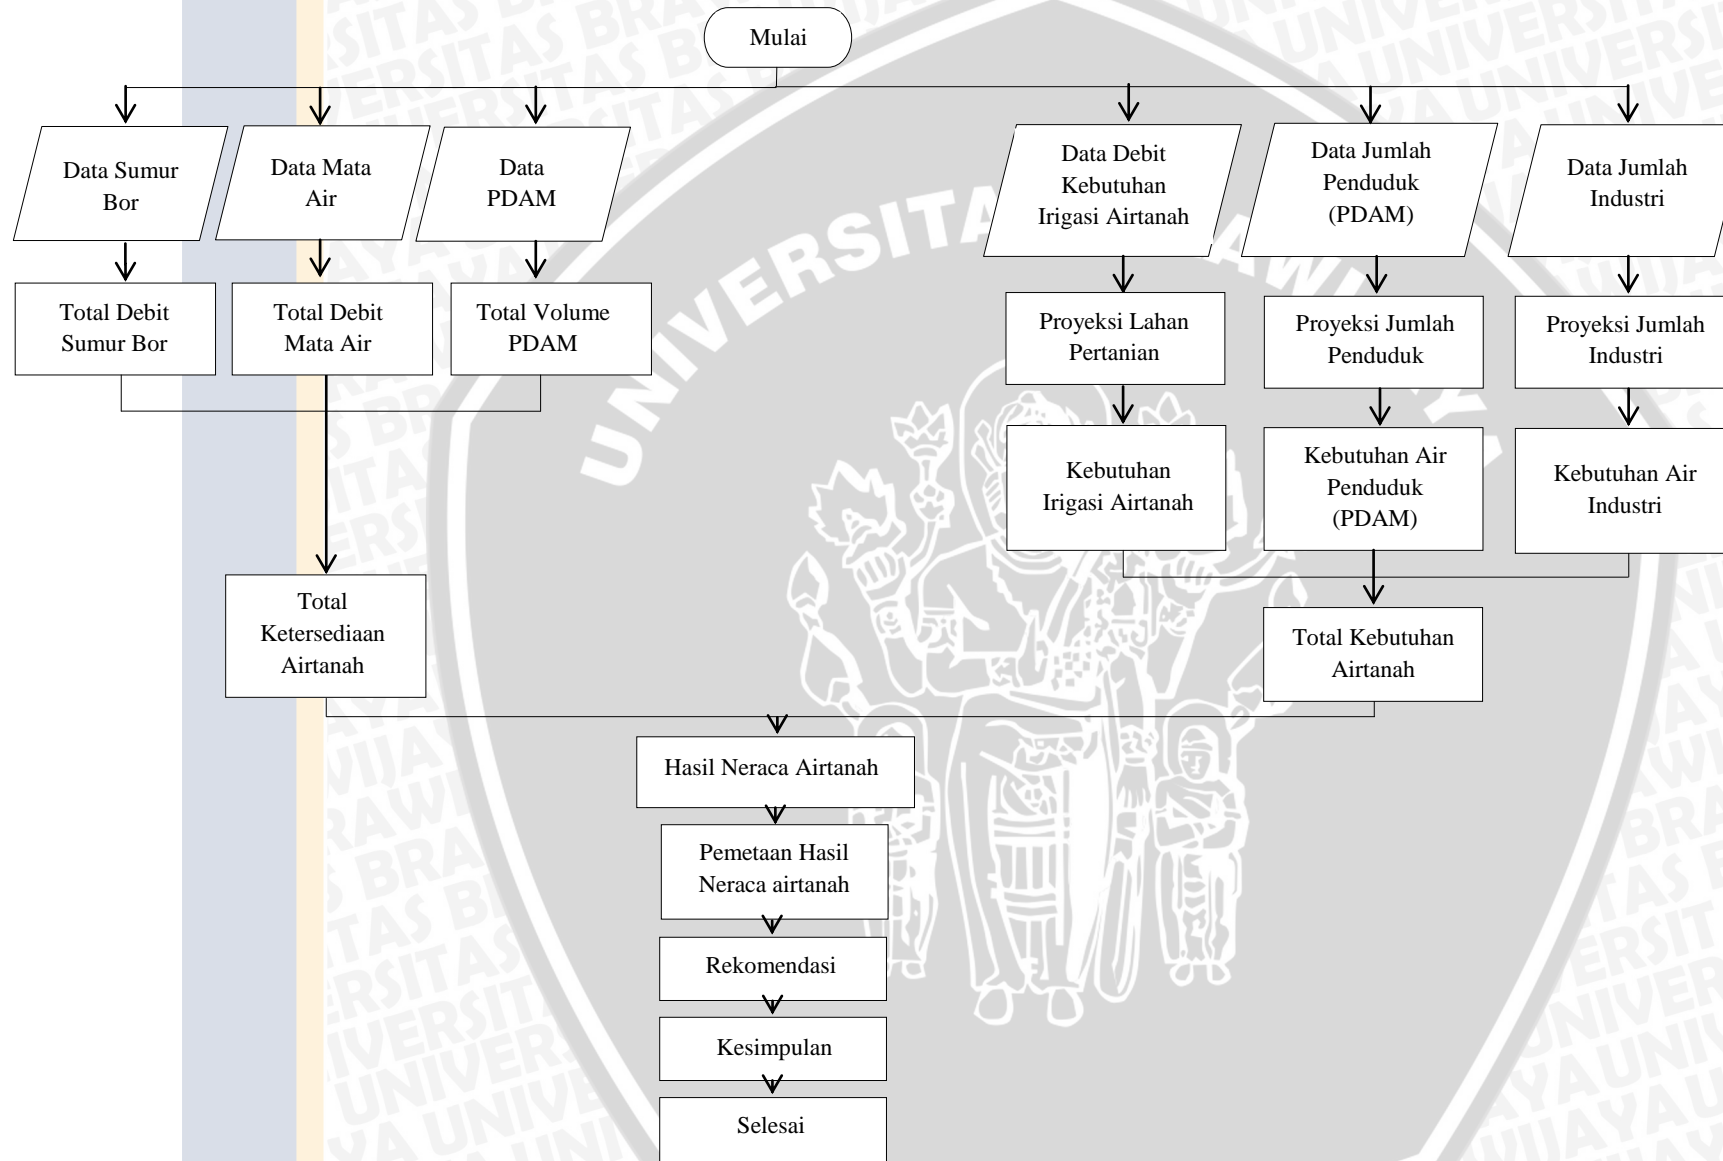 Mulai
Data Sumur
Bor
Data Mata
Air
Data
PDAM
Data Debit
Kebutuhan
Irigasi Airtanah
Data Jumlah
Penduduk
(PDAM)
Data Jumlah
Industri
Total Debit
Sumur Bor
Total Debit
Mata Air
Total Volume
PDAM
Proyeksi Lahan
Pertanian
Proyeksi Jumlah
Penduduk
Proyeksi Jumlah
Industri
Kebutuhan
Irigasi Airtanah
Kebutuhan Air
Penduduk
(PDAM)
Kebutuhan Air
Industri
Total
Ketersediaan
Airtanah
Total Kebutuhan
Airtanah
Hasil Neraca Airtanah
Pemetaan Hasil
Neraca airtanah
Rekomendasi
Kesimpulan
Selesai